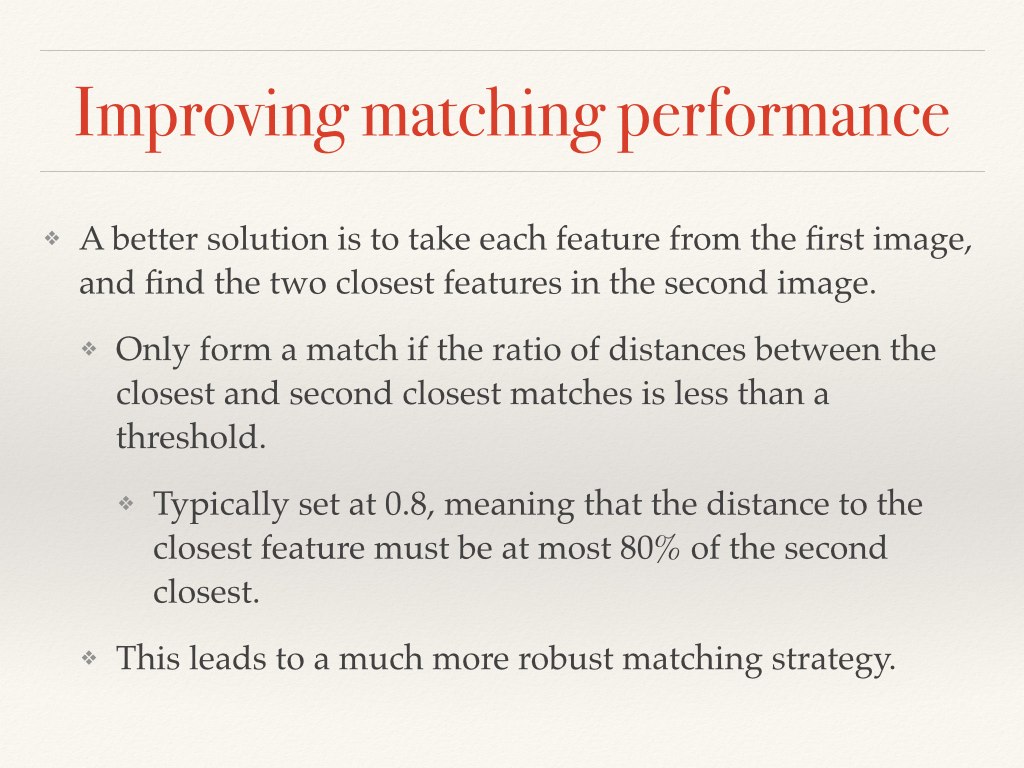 Improving matching performance
❖ A better solution is to take each feature from the first image,
and find the two closest features in the second image.
❖ Only form a match if the ratio of distances between the
closest and second closest matches is less than a
threshold.
❖ Typically set at 0.8, meaning that the distance to the
closest feature must be at most 80% of the second
closest.
❖ This leads to a much more robust matching strategy.